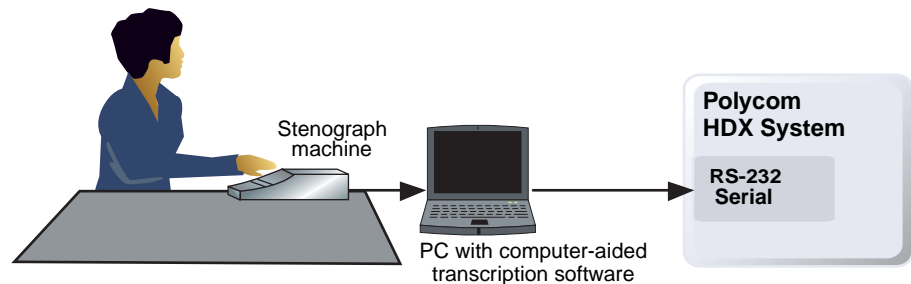 Stenograph
machine
PC with computer-aided
transcription software
Polycom
HDX System
RS-232
Serial